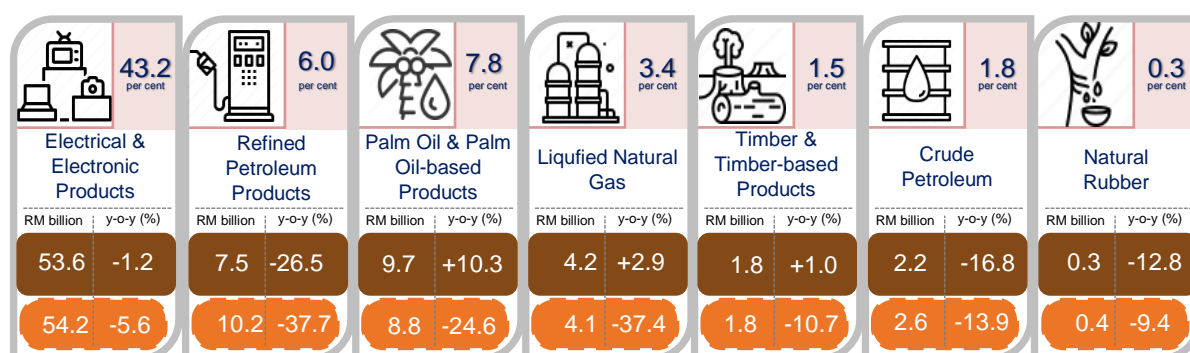 43.2
per cent
Electrical &
Electronic
Products
RM billion y-o-y (%)
53.6 -1.2
54.2 -5.6
6.0
per cent
Refined
Petroleum
Products
RM billion y-o-y (%)
7.5 -26.5
10.2 -37.7
7.8
per cent
Palm Oil & Palm
Oil-based
Products
RM billion y-o-y (%)
9.7 +10.3
8.8 -24.6
3.4
per cent
Liqufied Natural
Gas
RM billion y-o-y (%)
4.2 +2.9
4.1 -37.4
1.5
per cent
Timber &
Timber-based
Products
RM billion y-o-y (%)
1.8 +1.0
1.8 -10.7
1.8
per cent
Crude
Petroleum
RM billion y-o-y (%)
2.2 -16.8
2.6 -13.9
0.3
per cent
Natural
Rubber
RM billion y-o-y (%)
0.3 -12.8
0.4 -9.4